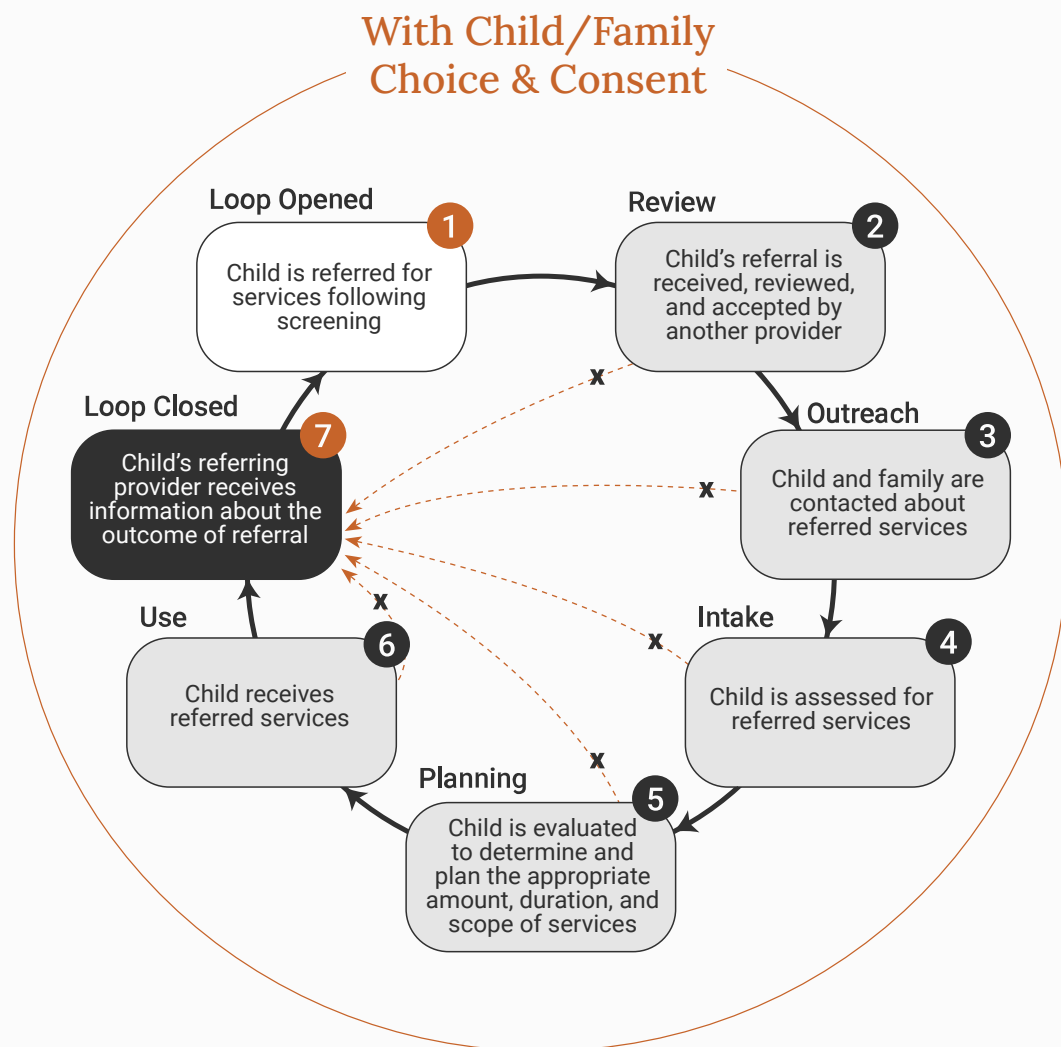 With Child/Family
Choice & Consent
Loop Opened
1
Child is referred for
services following
screening
Review
2
Child's referral is
received, reviewed,
and accepted by
another provider
Outreach
3
Child and family are
contacted about
referred services
Intake
4
Child is assessed for
referred services
Planning
5
Child is evaluated
to determine and
plan the appropriate
amount, duration, and
scope of services
Use
6
Child receives
referred services
Loop Closed
7
Child's referring
provider receives
information about the
outcome of referral
x
x
x
x
x